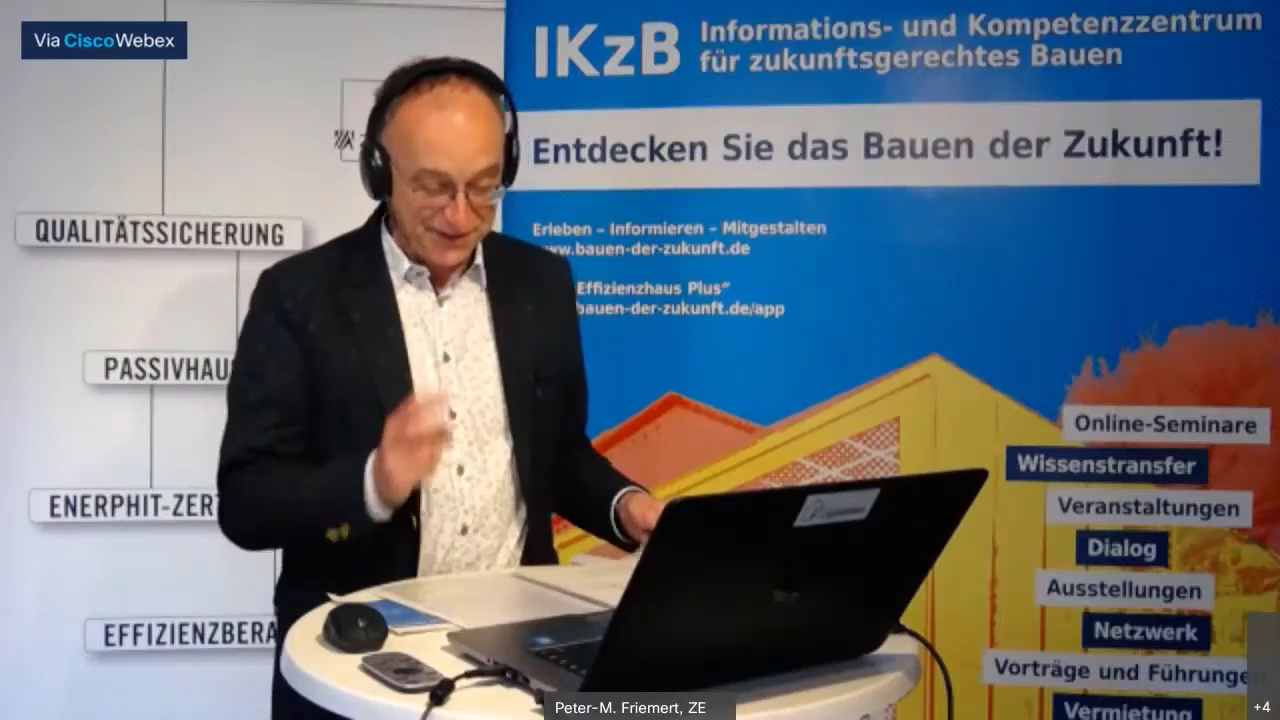 Via CiscoWebex
IKzB
Informations- und Kompetenzzentrum
für zukunftsgerechtes Bauen
Entdecken Sie das Bauen der Zukunft!
Erleben – Informieren – Mitgestalten
www.bauen-der-zukunft.de
Effizienzhaus Plus“
bauen-der-zukunft.de/app
QUALITÄTSSICHERUNG
PASSIVHAUS
ENERPHIT-ZERT
EFFIZIENZBERA
Online-Seminare
Wissenstransfer
Veranstaltungen
Dialog
Ausstellungen
Netzwerk
Vorträge und Führungen
Vermietung
Peter-M. Friemert, ZE
+4